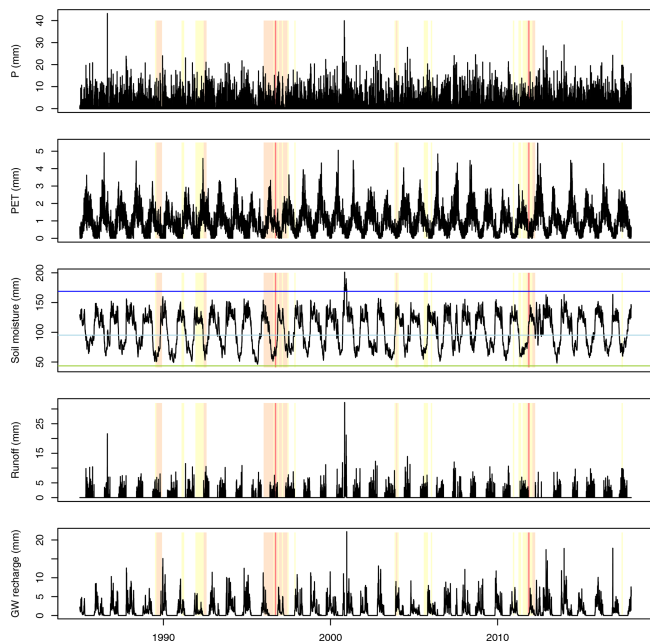 P (mm)
0 10 20 30 40
PET (mm)
0 1 2 3 4 5
Soil moisture (mm)
50 100 150 200
Runoff (mm)
0 5 15 25
GW recharge (mm)
0 5 10 15 20
1990 2000 2010